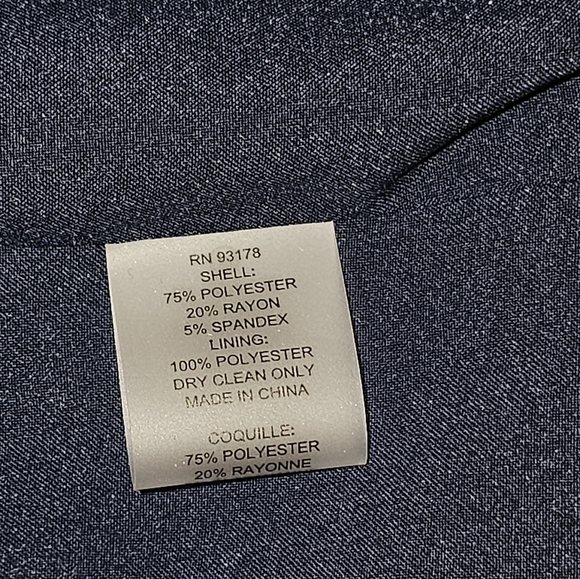 RN 93178
SHELL:
75% POLYESTER
20% RAYON
5% SPANDEX
LINING:
100% POLYESTER
DRY CLEAN ONLY
MADE IN CHINA
COQUILLE:
75% POLYESTER
20% RAYONNE